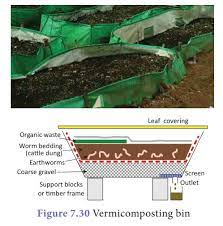 Leaf covering
Organic waste
Worm bedding
(cattle dung)
Earthworms
Coarse gravel
Support blocks
or timber frame
Screen
Outlet
Figure 7.30 Vermicomposting bin